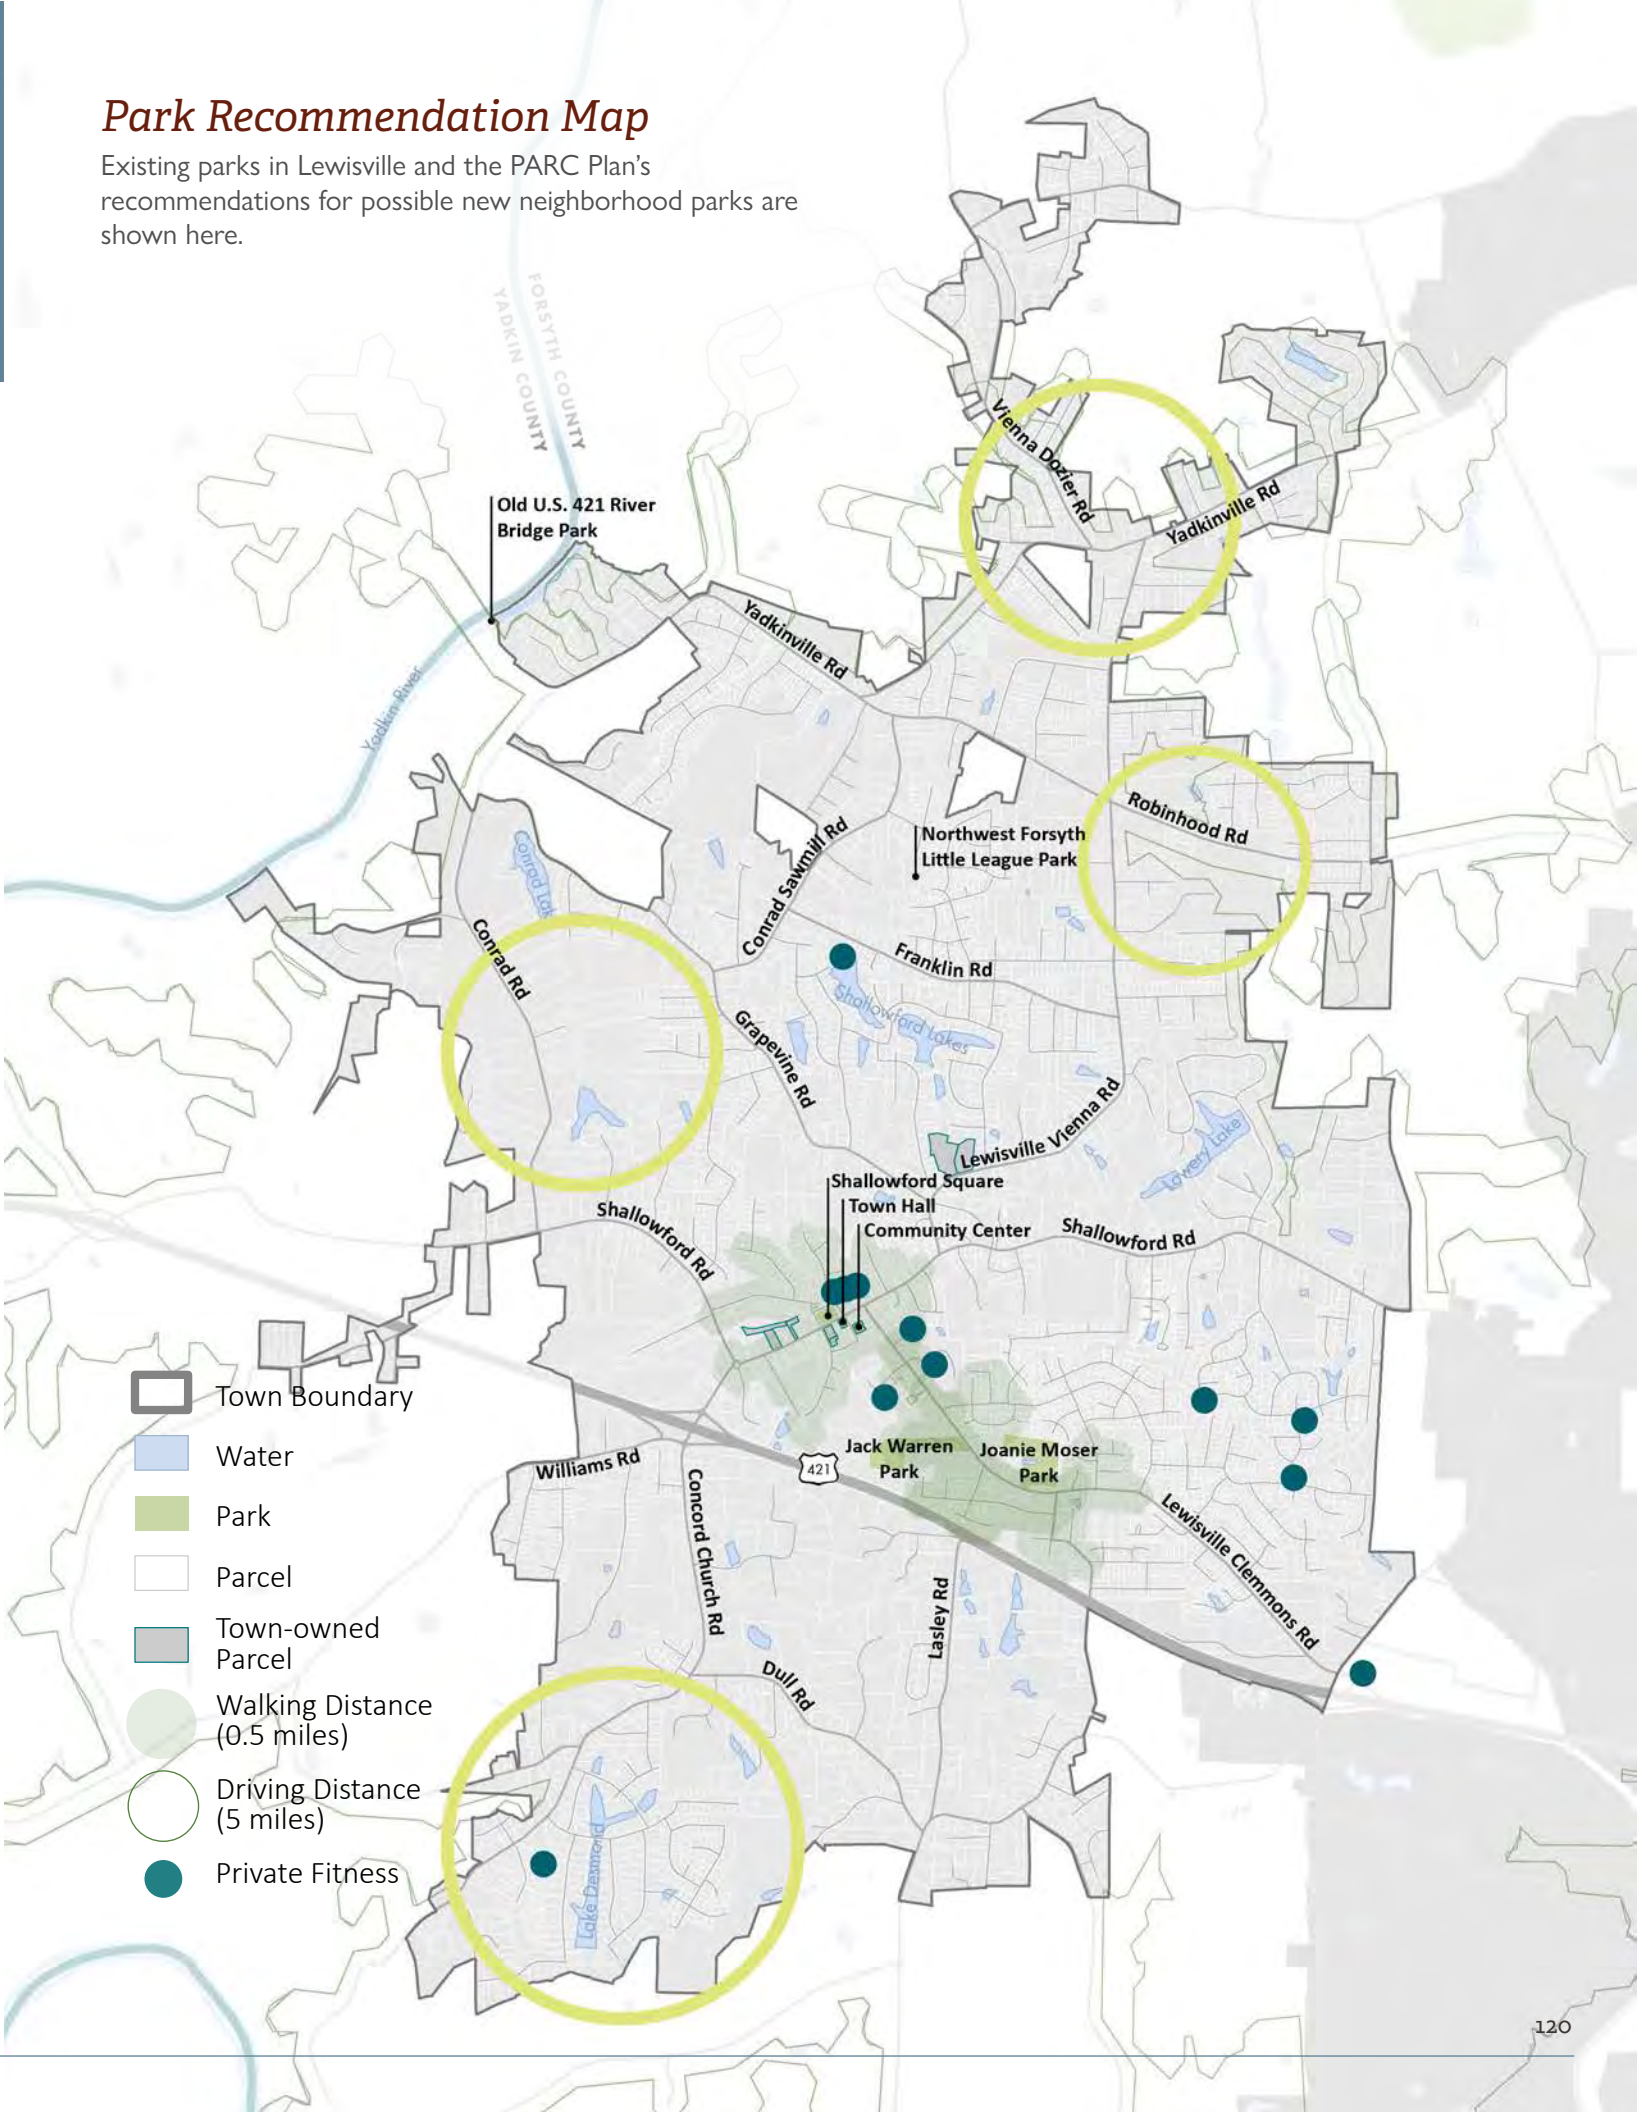 Park Recommendation Map
Existing parks in Lewisville and the PARC Plan's
recommendations for possible new neighborhood parks are
shown here.
FORSYTH COUNTY
YADKIN COUNTY
Vienna Dozier Rd
Yadkinville Rd
Old U.S. 421 River
Bridge Park
Yadkinville Rd
Yadkin River
Robinhood Rd
Northwest Forsyth
Little League Park
Conrad Sawmill Rd
Conrad Lak
Conrad Rd
Franklin Rd
Shallowford Lakes
Grapevine Rd
Lewisville Vienna Rd
Lowery Lake
Shallowford Square
Town Hall
Community Center
Shallowford Rd
Shallowford Rd
Jack Warren
Park
Joanie Moser
Park
421
Williams Rd
Concord Church Rd
Lewisville Clemmons Rd
Lasley Rd
Dull Rd
Lake Desmond
Town Boundary
Water
Park
Parcel
Town-owned
Parcel
Walking Distance
(0.5 miles)
Driving Distance
(5 miles)
Private Fitness
120